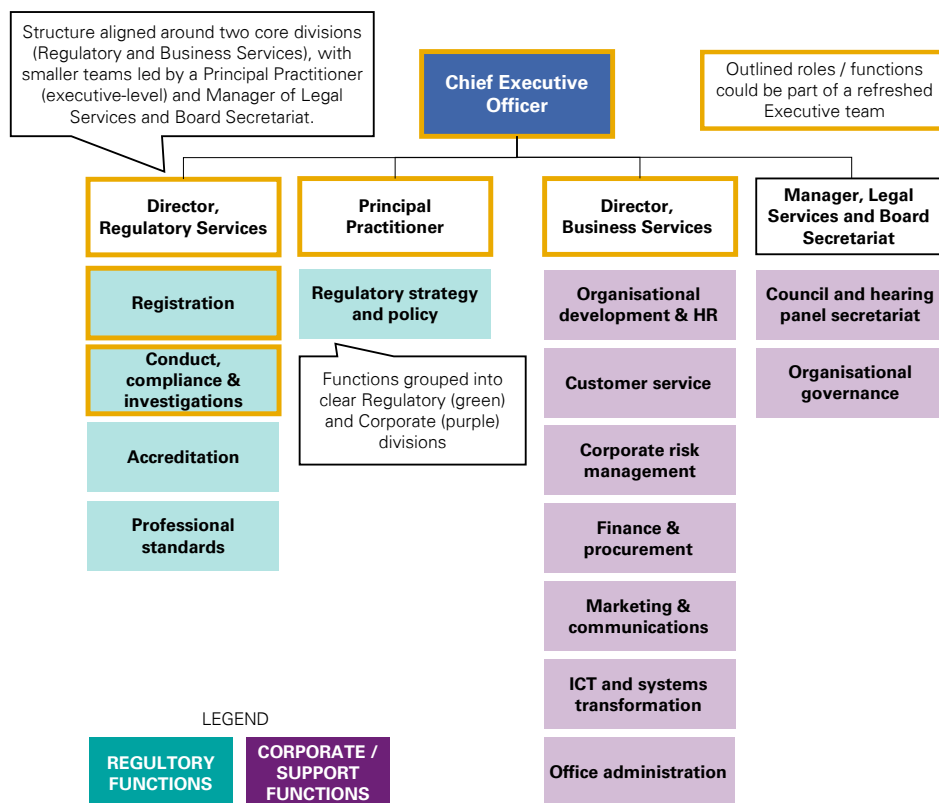 Structure aligned around two core divisions
(Regulatory and Business Services), with
smaller teams led by a Principal Practitioner
(executive-level) and Manager of Legal
Services and Board Secretariat.
Chief Executive
Officer
Outlined roles / functions
could be part of a refreshed
Executive team
Director,
Regulatory Services
Principal
Practitioner
Director,
Business Services
Manager, Legal
Services and Board
Secretariat
Registration
Conduct,
compliance &
investigations
Accreditation
Professional
standards
Regulatory strategy
and policy
Functions grouped into
clear Regulatory (green)
and Corporate (purple)
divisions
Organisational
development & HR
Customer service
Corporate risk
management
Finance &
procurement
Marketing &
communications
ICT and systems
transformation
Office administration
Council and hearing
panel secretariat
Organisational
governance
LEGEND
REGULTORY
FUNCTIONS
CORPORATE /
SUPPORT
FUNCTIONS